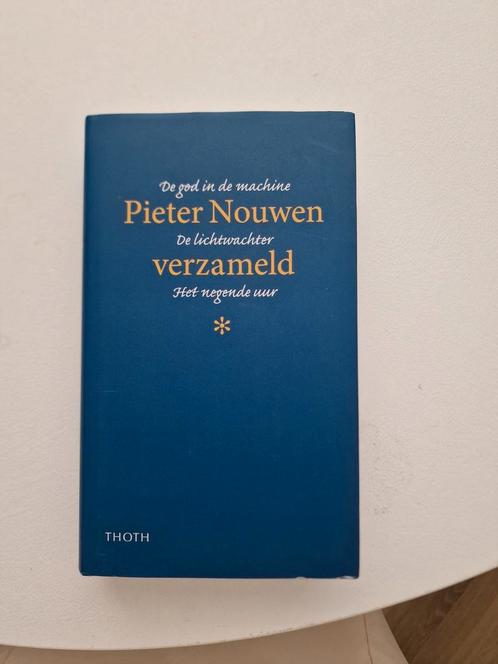 De god in de machine
Pieter Nouwen
De lichtwachter
verzameld
Het negende uur
*
THOTH